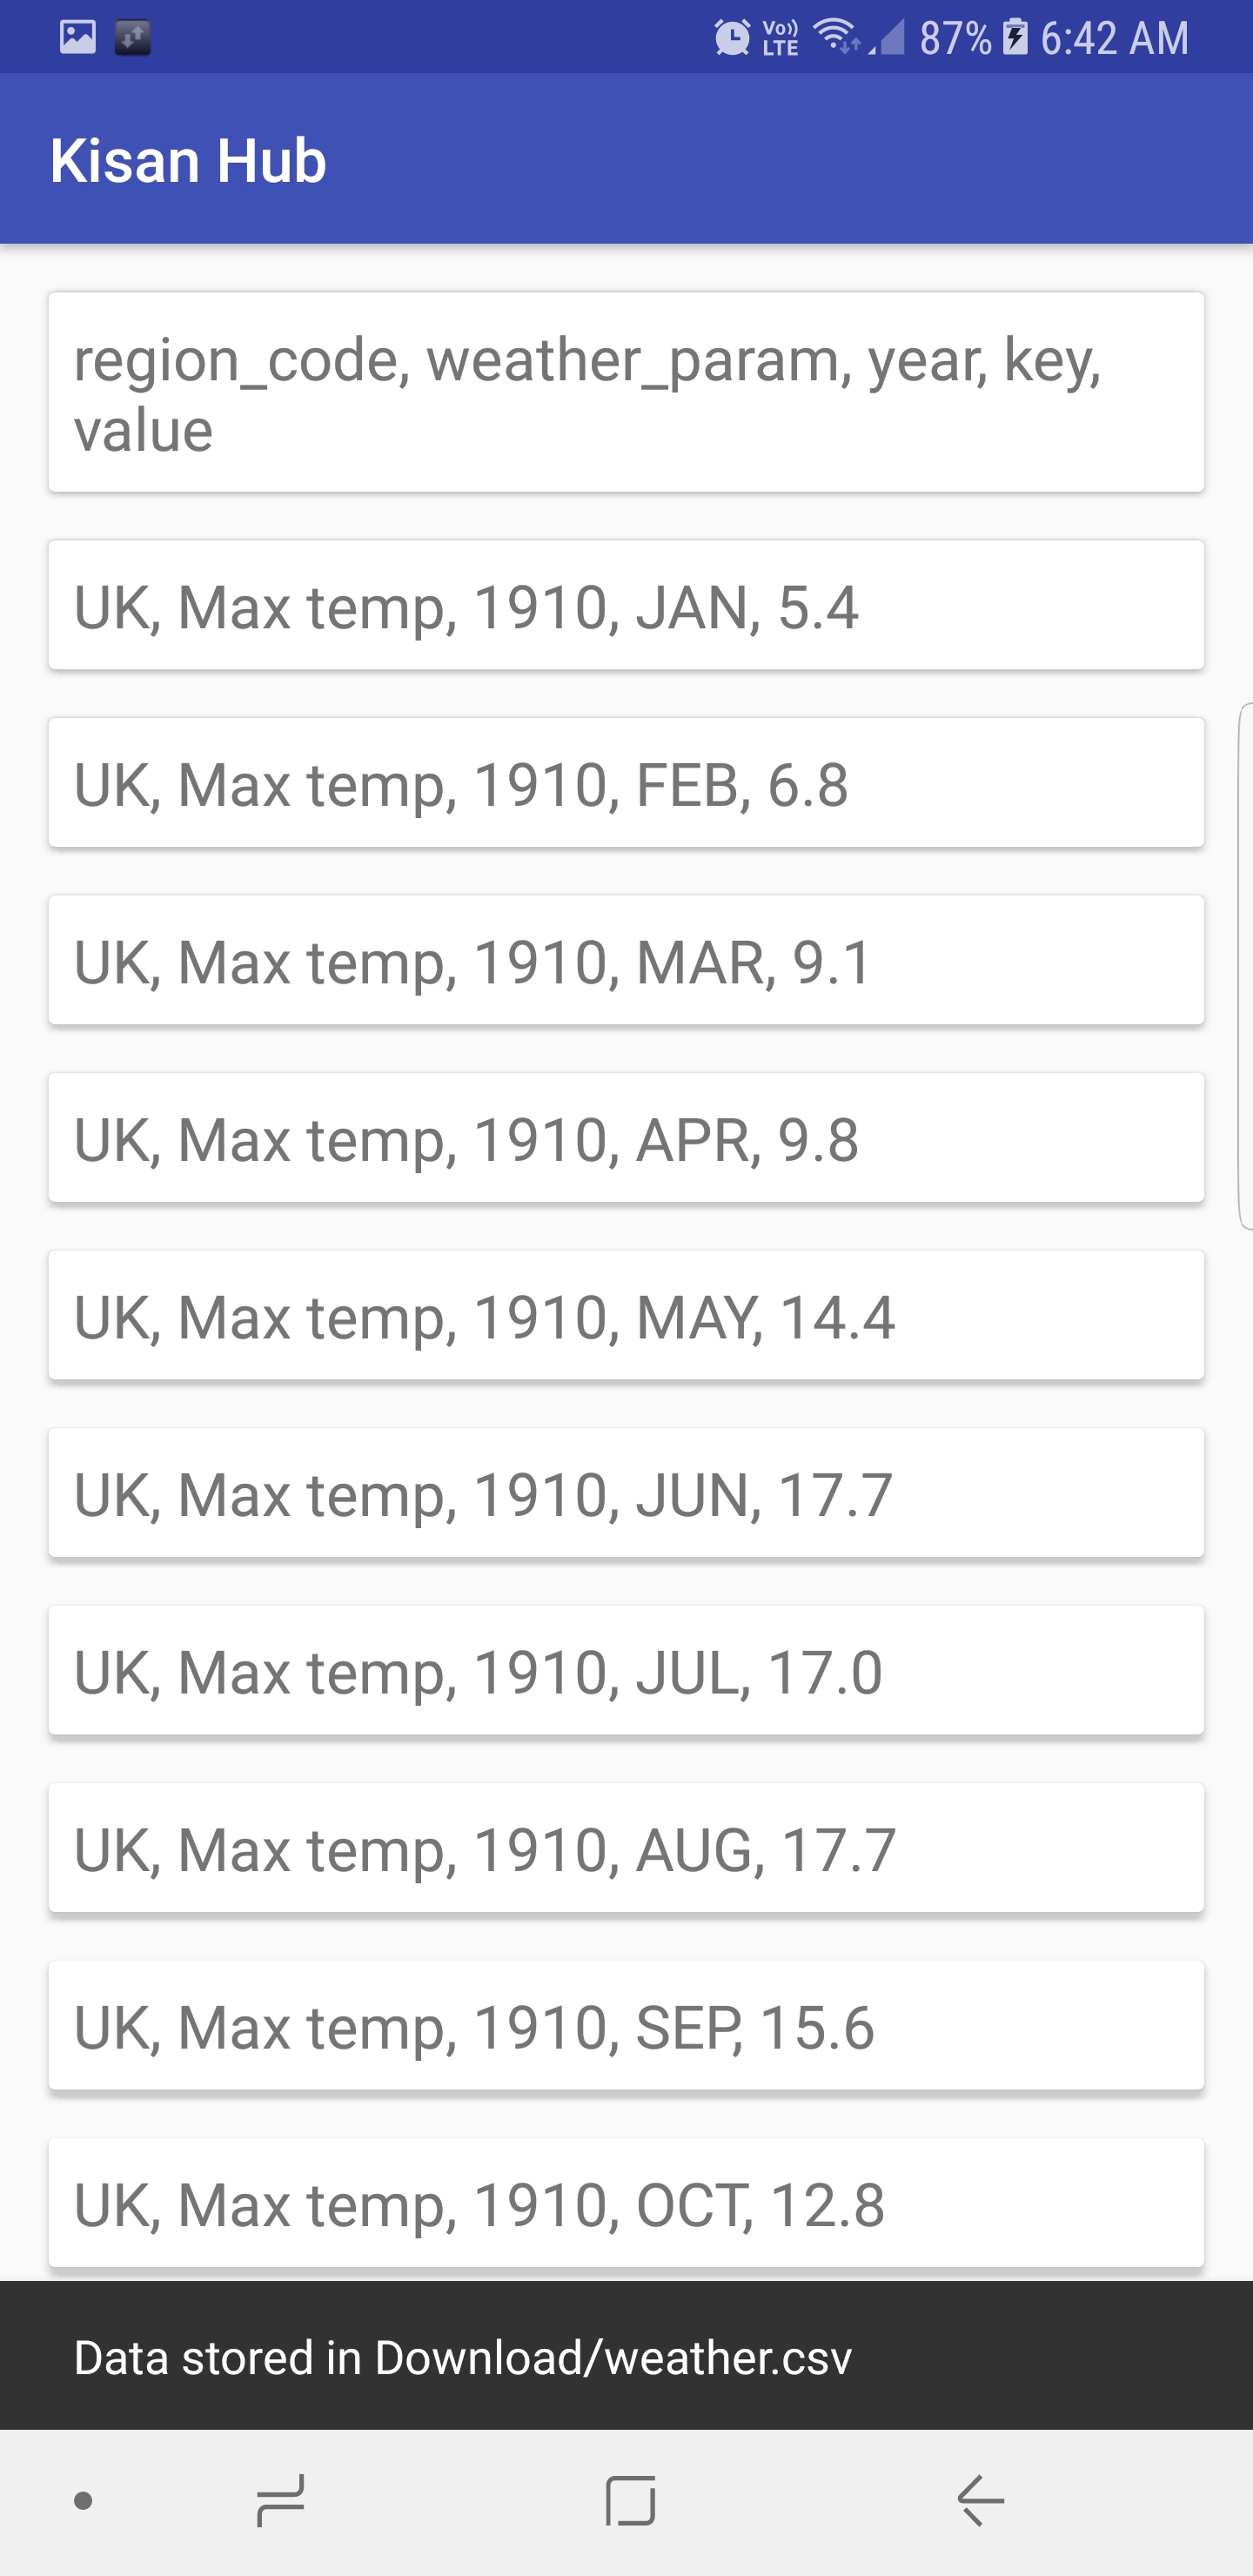 Vo)) LTE 87% 6:42 AM
Kisan Hub
region_code, weather_param, year, key,
value
UK, Max temp, 1910, JAN, 5.4
UK, Max temp, 1910, FEB, 6.8
UK, Max temp, 1910, MAR, 9.1
UK, Max temp, 1910, APR, 9.8
UK, Max temp, 1910, MAY, 14.4
UK, Max temp, 1910, JUN, 17.7
UK, Max temp, 1910, JUL, 17.0
UK, Max temp, 1910, AUG, 17.7
UK, Max temp, 1910, SEP, 15.6
UK, Max temp, 1910, OCT, 12.8
Data stored in Download/weather.csv